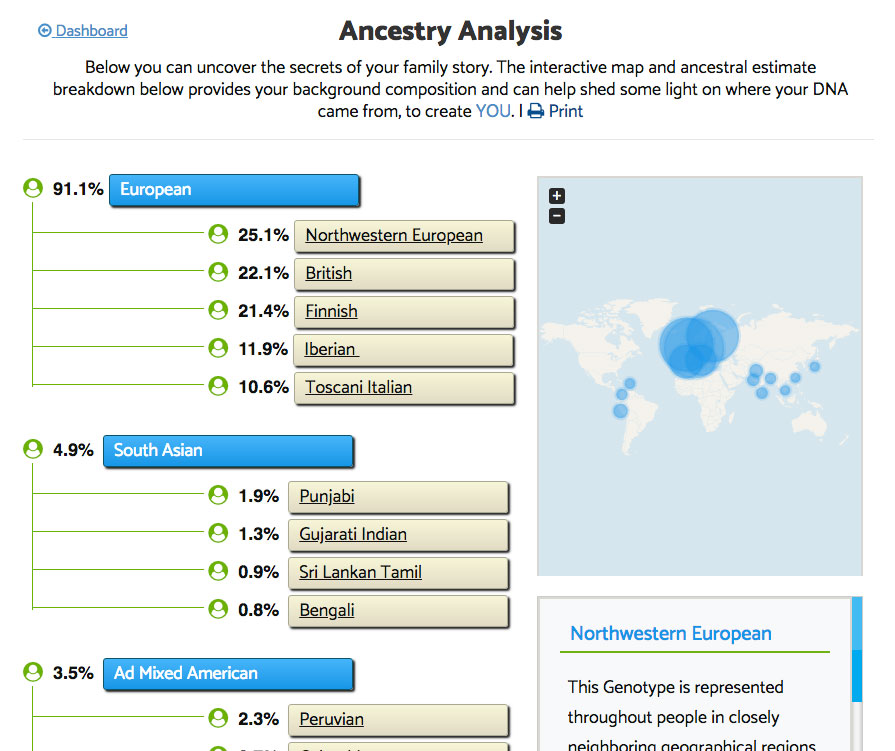 Dashboard
Ancestry Analysis
Below you can uncover the secrets of your family story. The interactive map and ancestral estimate
breakdown below provides your background composition and can help shed some light on where your DNA
came from, to create YOU. | Print
91.1% European
25.1% Northwestern European
22.1% British
21.4% Finnish
11.9% Iberian
10.6% Toscani Italian
4.9% South Asian
1.9% Punjabi
1.3% Gujarati Indian
0.9% Sri Lankan Tamil
0.8% Bengali
3.5% Ad Mixed American
2.3% Peruvian
+
−
Northwestern European
This Genotype is represented
throughout people in closely
neighboring geographical regions